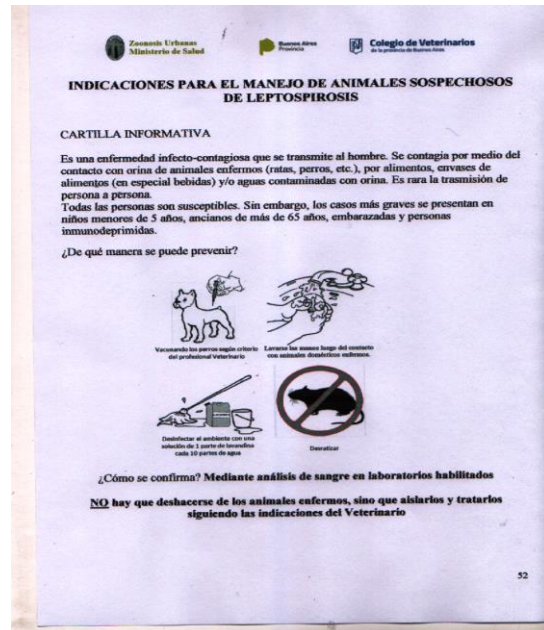 Zoonosis Urbanas
Ministerio de Salud
Buenos Aires
Provincia
Colegio de Veterinarios
de la provincia de Buenos Aires
INDICACIONES PARA EL MANEJO DE ANIMALES SOSPECHOSOS
DE LEPTOSPIROSIS
CARTILLA INFORMATIVA
Es una enfermedad infecto-contagiosa que se transmite al hombre. Se contagia por medio del
contacto con orina de animales enfermos (ratas, perros, etc.), por alimentos, envases de
alimentos (en especial bebidas) y/o aguas contaminadas con orina. Es rara la trasmisión de
persona a persona.
Todas las personas son susceptibles. Sin embargo, los casos más graves se presentan en
niños menores de 5 años, ancianos de más de 65 años, embarazadas y personas
inmunodeprimidas.
¿De qué manera se puede prevenir?
Vacunando los perros según criterio
del profesional Veterinario
Lavarse las manos luego del contacto
con animales domésticos enfermos.
Desinfectar el ambiente con una
solución de 1 parte de lavandina
cada 10 partes de agua
Desratizar
¿Cómo se confirma? Mediante análisis de sangre en laboratorios habilitados
NO hay que deshacerse de los animales enfermos, sino que aislarlos y tratarlos
siguiendo las indicaciones del Veterinario
52